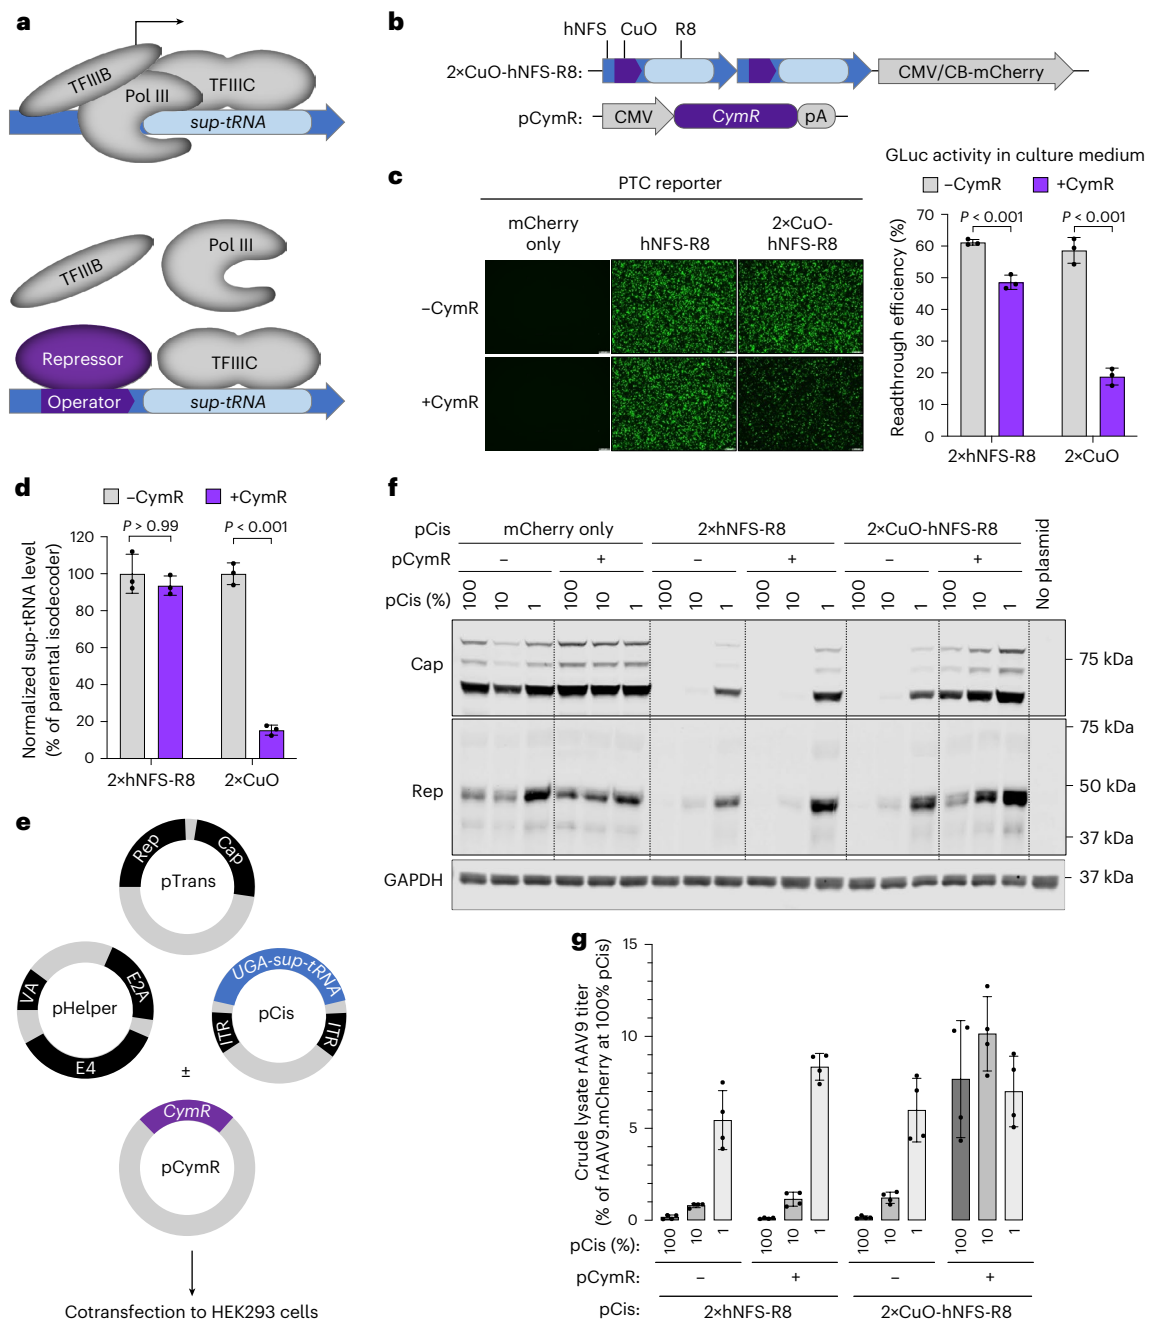 a
TFIIIB
TFIIIC
Pol III
sup-tRNA
TFIIIB
Pol III
Repressor
TFIIIC
Operator
sup-tRNA
b
hNFS CuO R8
2×CuO-hNFS-R8:
CMV/CB-mCherry
pCymR:
CMV
CymR
pA
c
PTC reporter
mCherry only
hNFS-R8
2×CuO-hNFS-R8
−CymR
+CymR
GLuc activity in culture medium
−CymR +CymR
Readthrough efficiency (%)
70
60
50
40
30
20
10
0
P < 0.001
P < 0.001
2×hNFS-R8
2×CuO
d
−CymR +CymR
Normalized sup-tRNA level
(% of parental isodecoder)
120
100
80
60
40
20
0
P > 0.99
P < 0.001
2×hNFS-R8
2×CuO
e
Rep
Cap
pTrans
VA
E2A
E4
pHelper
UGA-sup-tRNA
ITR
ITR
pCis
±
CymR
pCymR
Cotransfection to HEK293 cells
f
pCis mCherry only 2×hNFS-R8 2×CuO-hNFS-R8 No plasmid
pCymR − + − + − +
pCis (%) 100 10 1 100 10 1 100 10 1 100 10 1 100 10 1 100 10 1
Cap
75 kDa
75 kDa
Rep
50 kDa
37 kDa
GAPDH
37 kDa
g
Crude lysate rAAV9 titer
(% of rAAV9.mCherry at 100% pCis)
15
10
5
0
pCis (%): 100 10 1 100 10 1 100 10 1 100 10 1
pCymR: − + − +
pCis: 2×hNFS-R8 2×CuO-hNFS-R8